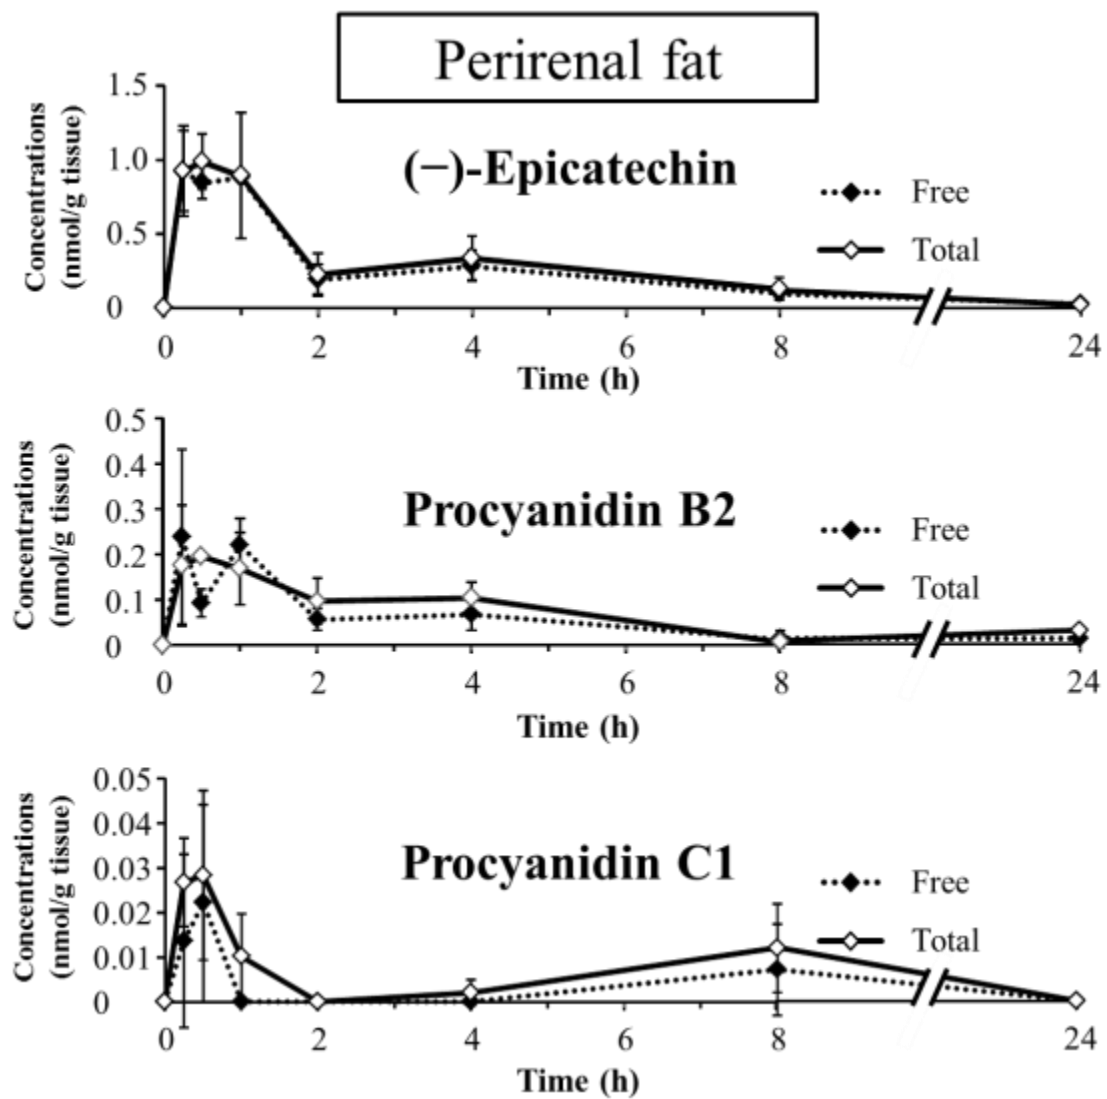 Perirenal fat
Concentrations
(nmol/g tissue)
1.5
1.0
0.5
0
(−)-Epicatechin
Free
Total
0 2 4 6 8 24
Time (h)
Concentrations
(nmol/g tissue)
0.5
0.4
0.3
0.2
0.1
0
Procyanidin B2
Free
Total
0 2 4 6 8 24
Time (h)
Concentrations
(nmol/g tissue)
0.05
0.04
0.03
0.02
0.01
0
Procyanidin C1
Free
Total
0 2 4 6 8 24
Time (h)